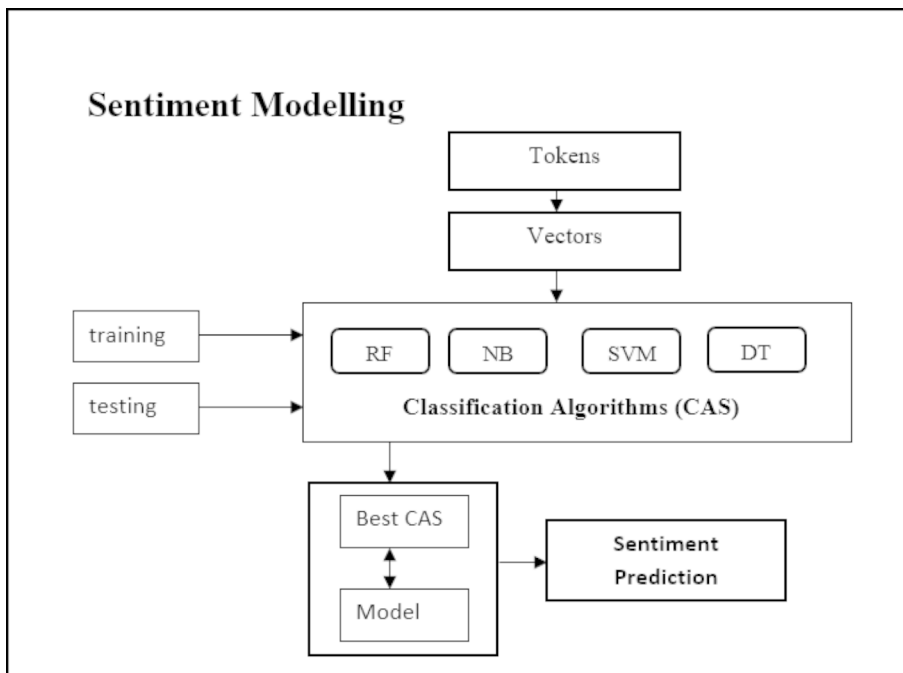 Sentiment Modelling
Tokens
Vectors
training
RF
NB
SVM
DT
testing
Classification Algorithms (CAS)
Best CAS
Model
Sentiment
Prediction